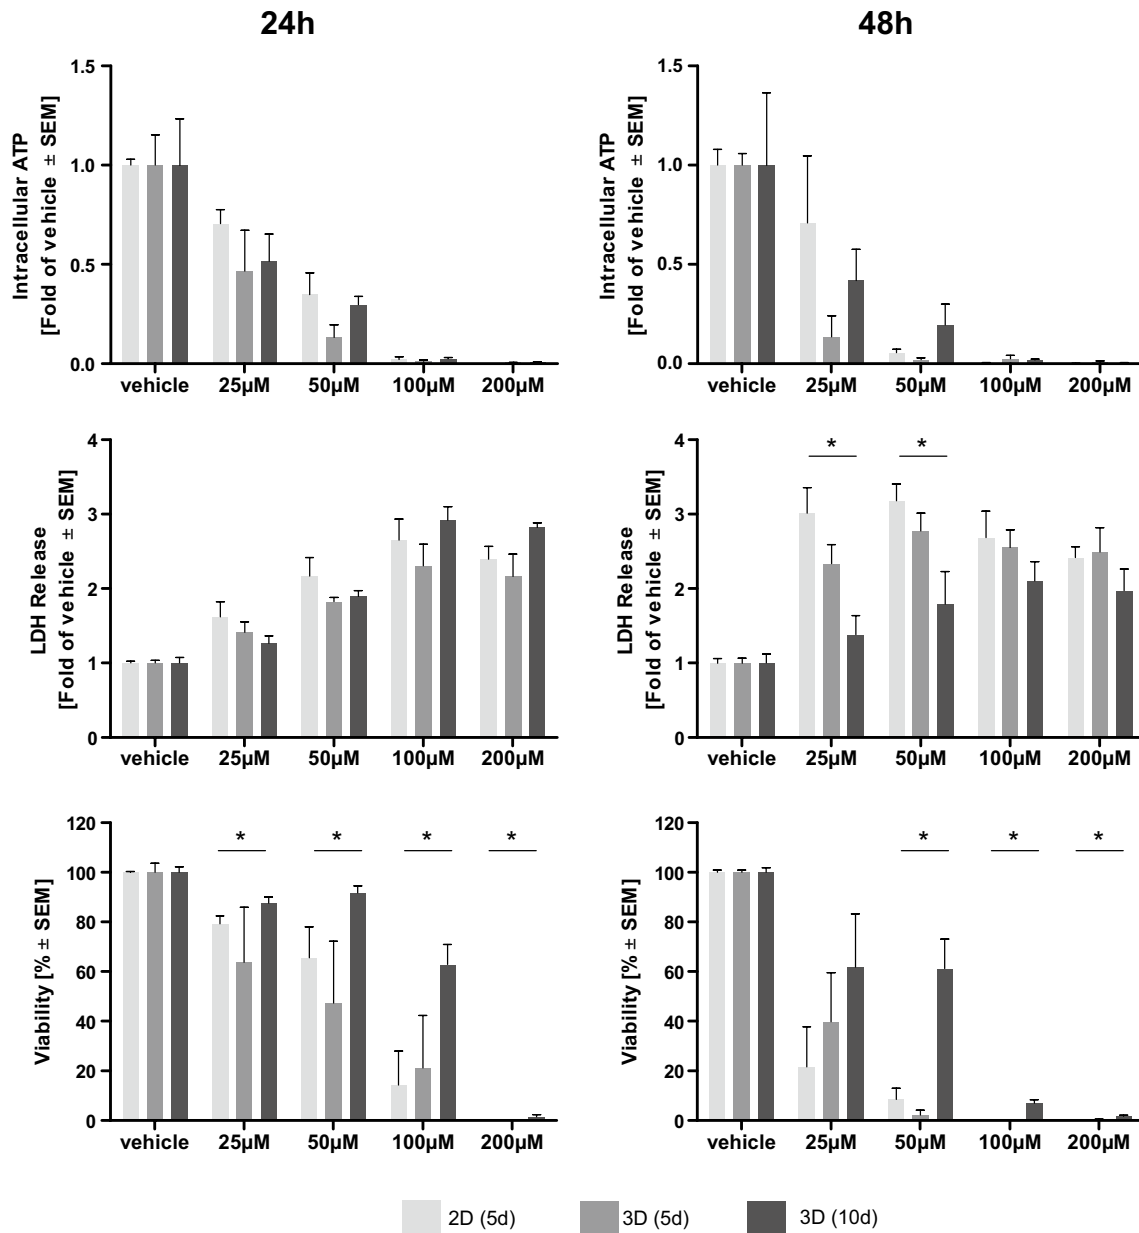 24h
48h
Intracellular ATP
[Fold of vehicle ± SEM]
1.5
1.0
0.5
0.0
vehicle 25µM 50µM 100µM 200µM
Intracellular ATP
[Fold of vehicle ± SEM]
1.5
1.0
0.5
0.0
vehicle 25µM 50µM 100µM 200µM
LDH Release
[Fold of vehicle ± SEM]
4
3
2
1
0
vehicle 25µM 50µM 100µM 200µM
LDH Release
[Fold of vehicle ± SEM]
4
3
2
1
0
* *
vehicle 25µM 50µM 100µM 200µM
Viability [% ± SEM]
120
100
80
60
40
20
0
* * * *
vehicle 25µM 50µM 100µM 200µM
Viability [% ± SEM]
120
100
80
60
40
20
0
* * *
vehicle 25µM 50µM 100µM 200µM
2D (5d) 3D (5d) 3D (10d)